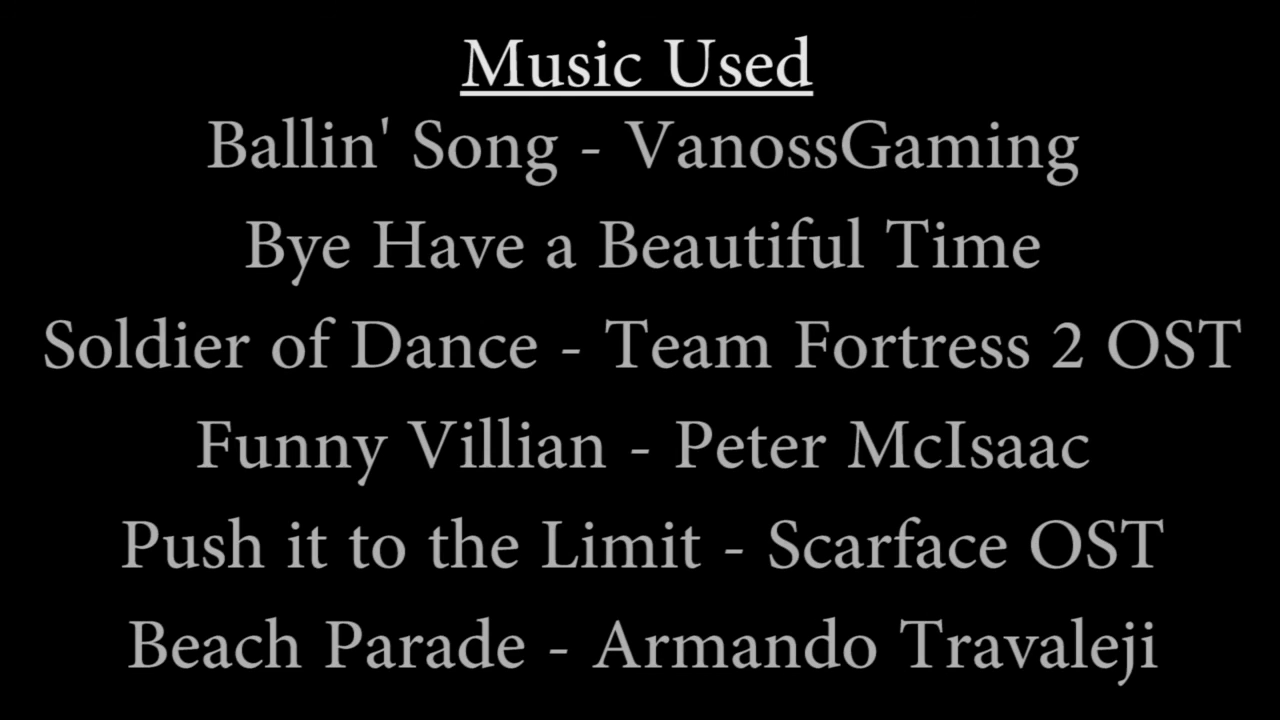 Music Used
Ballin' Song - VanossGaming
Bye Have a Beautiful Time
Soldier of Dance - Team Fortress 2 OST
Funny Villian - Peter McIsaac
Push it to the Limit - Scarface OST
Beach Parade - Armando Travaleji